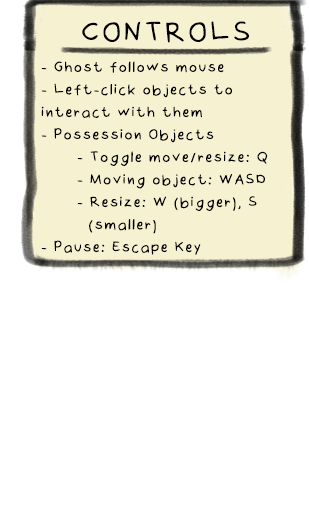 CONTROLS
- Ghost follows mouse
- Left-click objects to
interact with them
- Possession Objects
- Toggle move/resize: Q
- Moving object: WASD
- Resize: W (bigger), S
(smaller)
- Pause: Escape Key